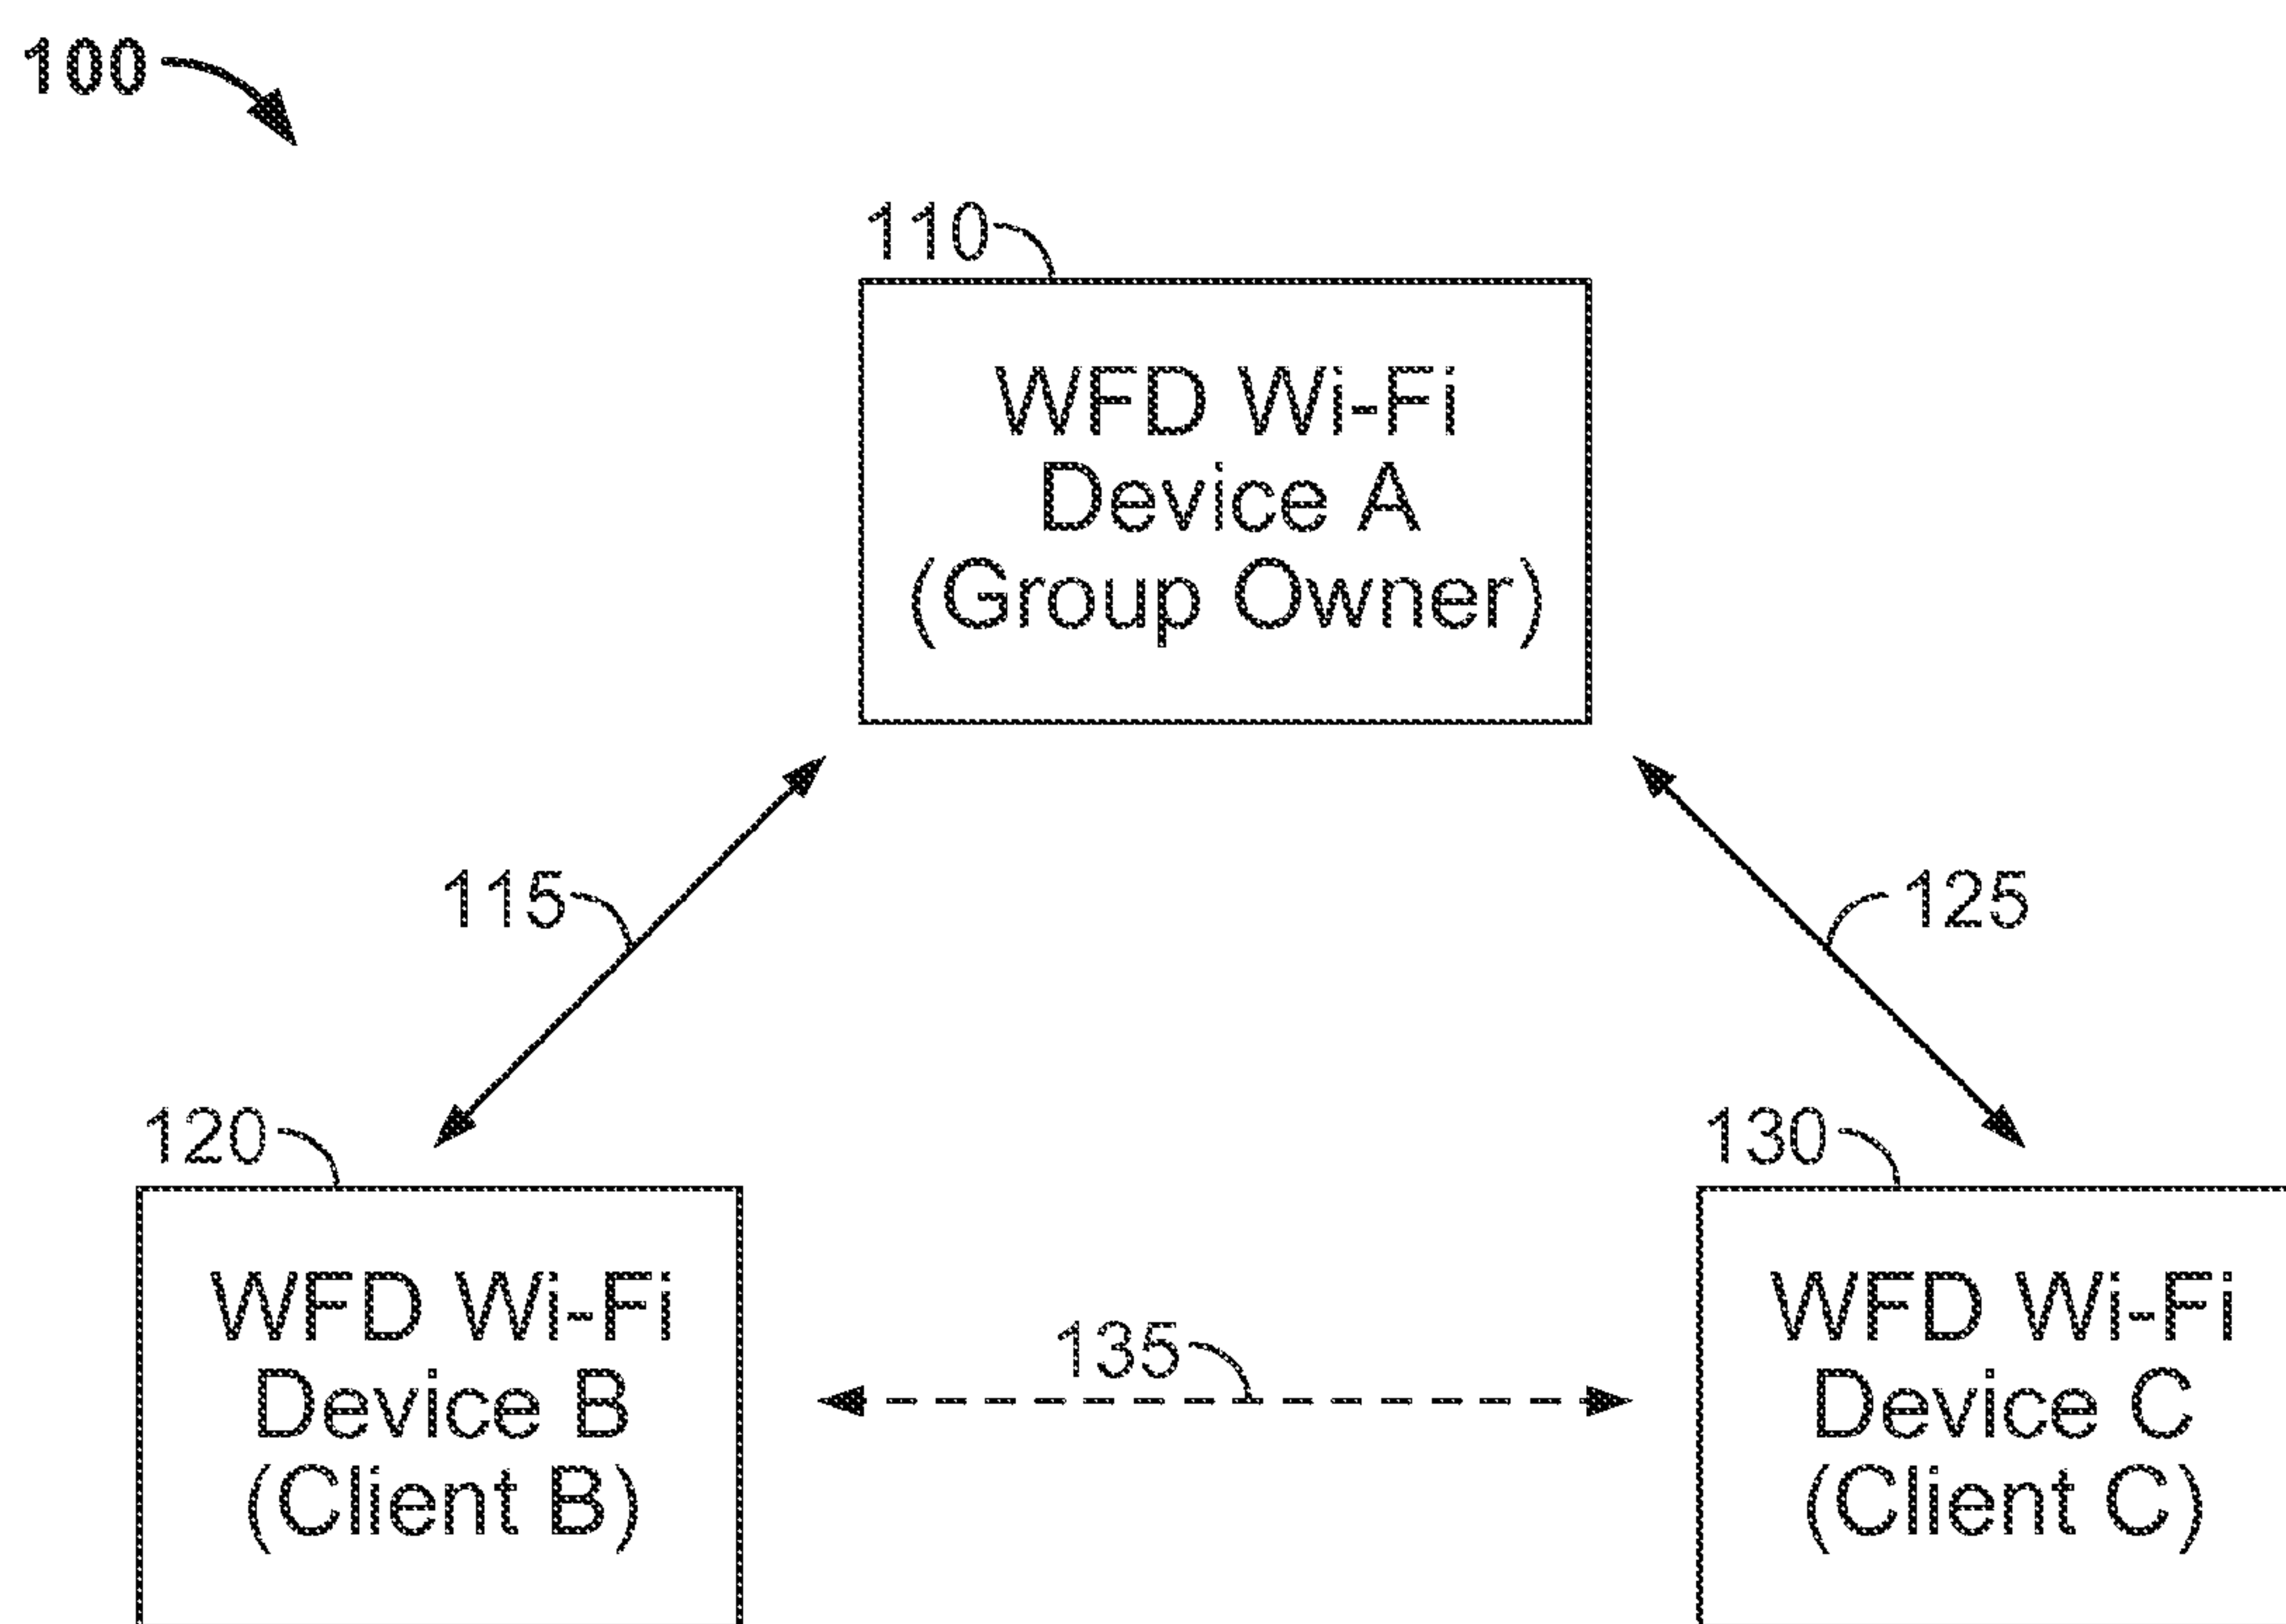 100
110
WFD Wi-Fi
Device A
(Group Owner)
115
125
120
130
WFD Wi-Fi
Device B
(Client B)
135
WFD Wi-Fi
Device C
(Client C)